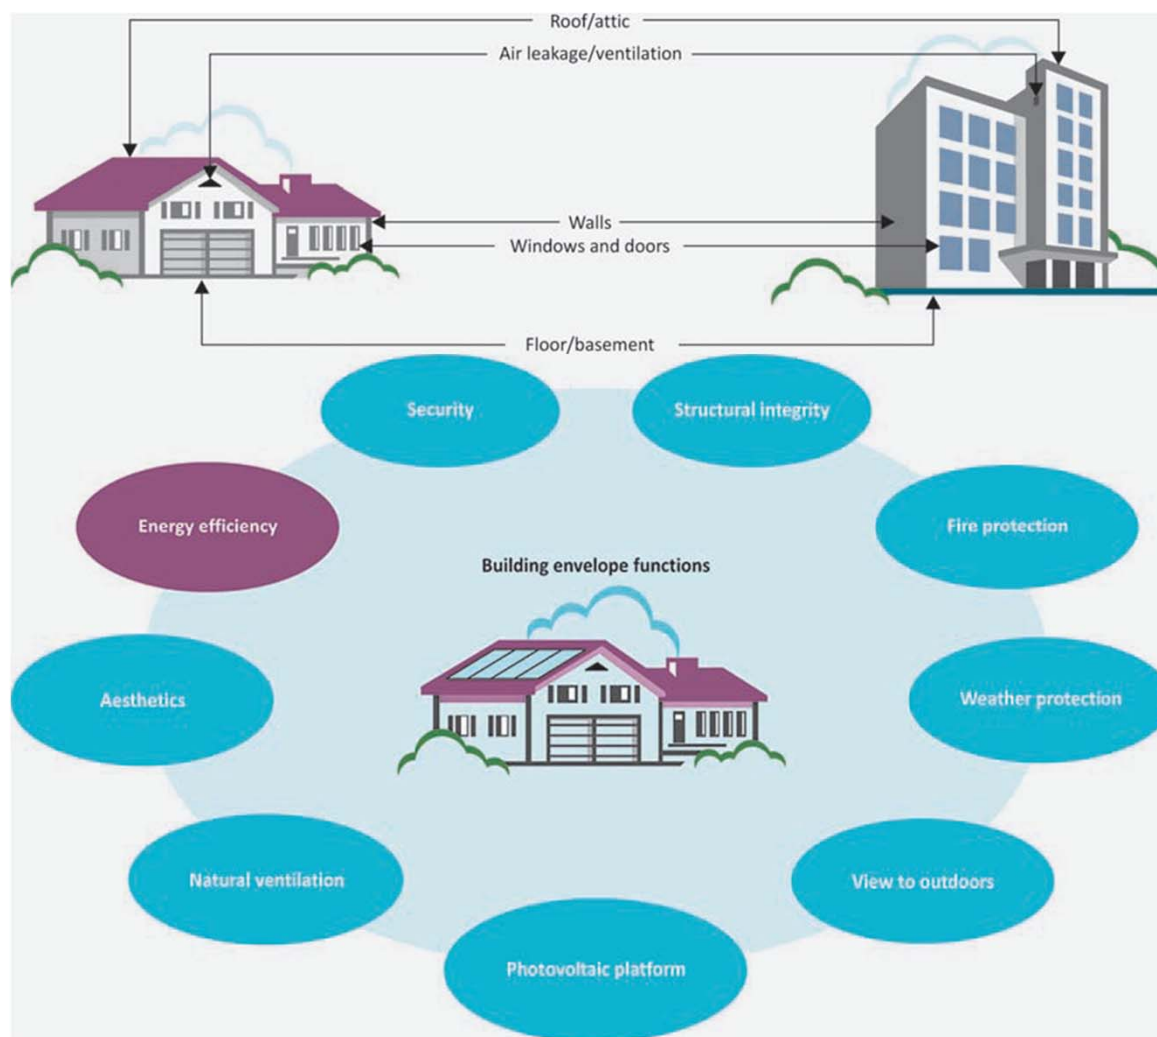 Roof/attic
Air leakage/ventilation
Walls
Windows and doors
Floor/basement
Security
Structural integrity
Energy efficiency
Fire protection
Building envelope functions
Aesthetics
Weather protection
Natural ventilation
View to outdoors
Photovoltaic platform